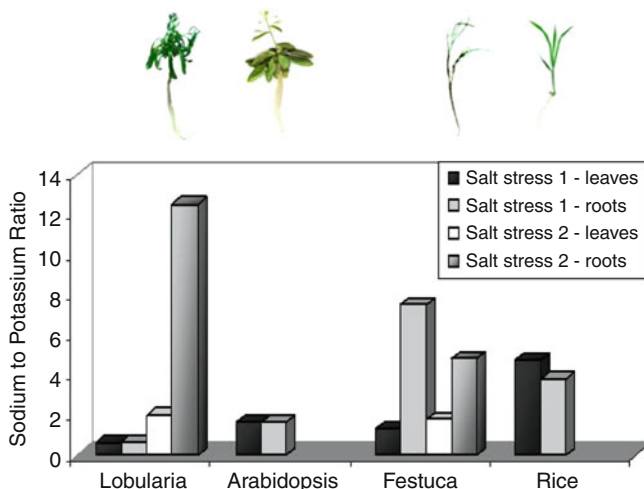 Salt stress 1 - leaves
Salt stress 1 - roots
Salt stress 2 - leaves
Salt stress 2 - roots
Sodium to Potassium Ratio
14
12
10
8
6
4
2
0
Lobularia Arabidopsis Festuca Rice